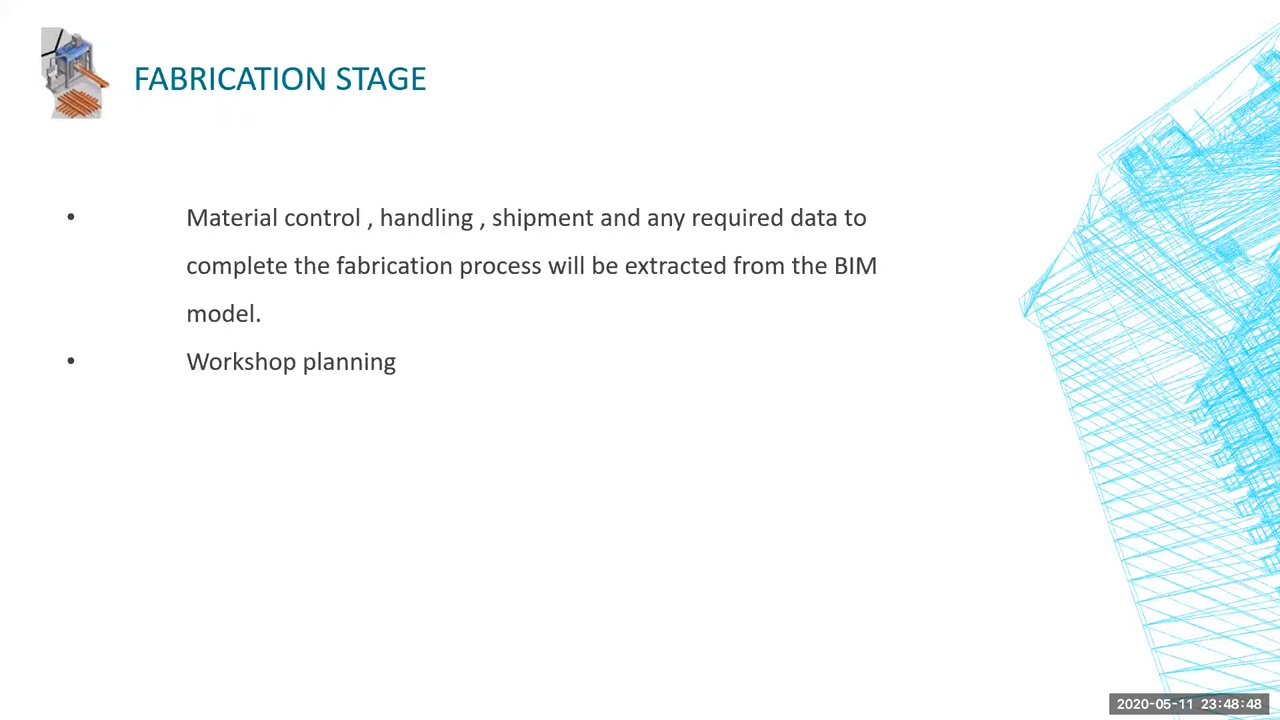 FABRICATION STAGE
• Material control , handling , shipment and any required data to
complete the fabrication process will be extracted from the BIM
model.
• Workshop planning
2020-05-11 23:48:48